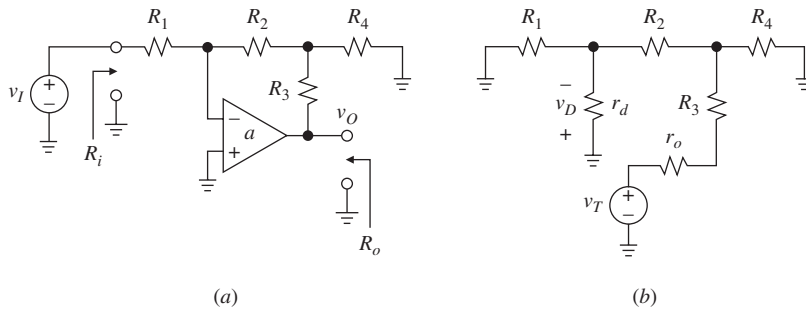 R1 R2 R4
R3
vI
+
−
Ri
−
a
+
vO
Ro
(a)
R1 R2 R4
−
vD rd
+
R3
ro
vT
+
−
(b)